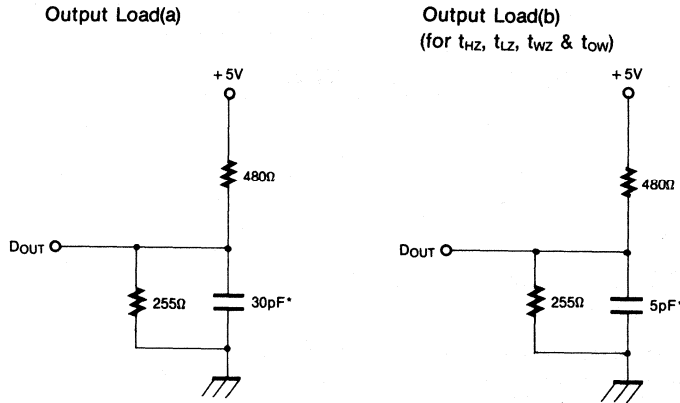 Output Load(a)
+5V
480Ω
DOUT
255Ω
30pF*
Output Load(b)
(for tHZ, tLZ, tWZ & tOW)
+5V
480Ω
DOUT
255Ω
5pF*